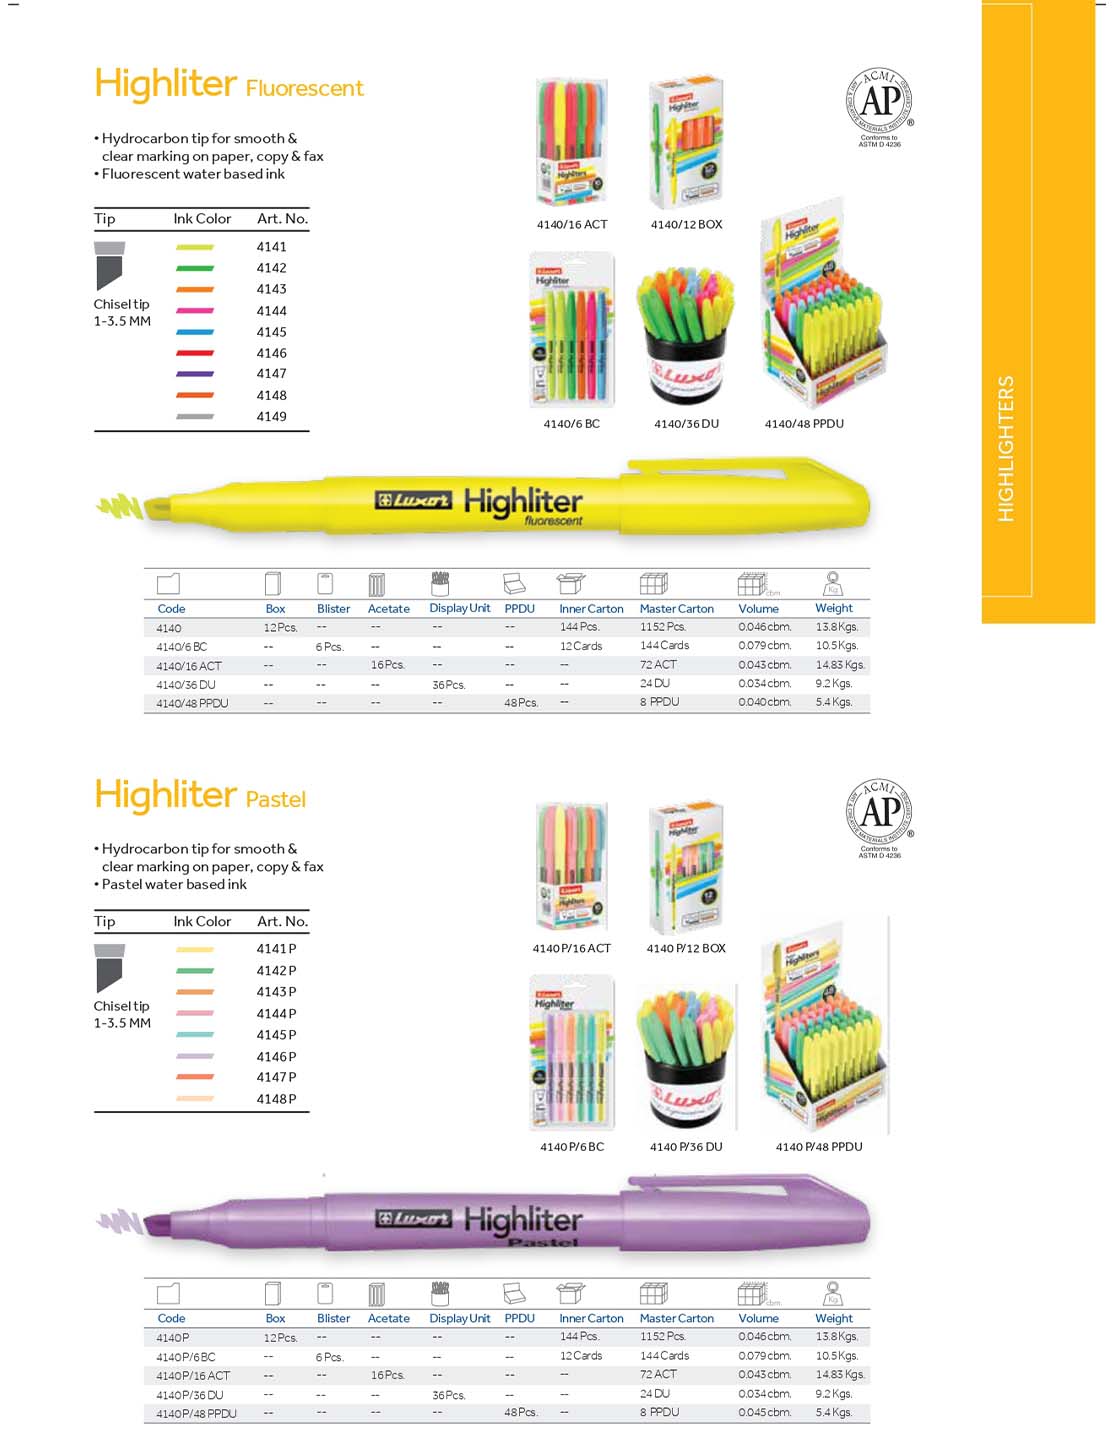 Highliter Fluorescent
• Hydrocarbon tip for smooth &
clear marking on paper, copy & fax
• Fluorescent water based ink
Tip Ink Color Art. No.
4141
4142
4143
4144
4145
4146
4147
4148
4149
Chisel tip
1-3.5 MM
4140/16 ACT
4140/12 BOX
4140/6 BC
4140/36 DU
4140/48 PPDU
ACMI
AP
®
Conforms to
ASTM D 4236
HIGHLIGHTERS
Luxor Highliter
fluorescent
cbm.
Kg
Code Box Blister Acetate Display Unit PPDU Inner Carton Master Carton Volume Weight
4140 12 Pcs. -- -- -- -- 144 Pcs. 1152 Pcs. 0.046 cbm. 13.8 Kgs.
4140/6 BC -- 6 Pcs. -- -- -- 12 Cards 144 Cards 0.079 cbm. 10.5 Kgs.
4140/16 ACT -- -- 16 Pcs. -- -- -- 72 ACT 0.043 cbm. 14.83 Kgs.
4140/36 DU -- -- -- 36 Pcs. -- -- 24 DU 0.034 cbm. 9.2 Kgs.
4140/48 PPDU -- -- -- -- 48 Pcs. -- 8 PPDU 0.040 cbm. 5.4 Kgs.
Highliter Pastel
• Hydrocarbon tip for smooth &
clear marking on paper, copy & fax
• Pastel water based ink
Tip Ink Color Art. No.
4141 P
4142 P
4143 P
4144 P
4145 P
4146 P
4147 P
4148 P
Chisel tip
1-3.5 MM
4140 P/16 ACT
4140 P/12 BOX
4140 P/6 BC
4140 P/36 DU
4140 P/48 PPDU
ACMI
AP
®
Conforms to
ASTM D 4236
Luxor Highliter
Pastel
cbm.
Kg
Code Box Blister Acetate Display Unit PPDU Inner Carton Master Carton Volume Weight
4140 P 12 Pcs. -- -- -- -- 144 Pcs. 1152 Pcs. 0.046 cbm. 13.8 Kgs.
4140 P/6 BC -- 6 Pcs. -- -- -- 12 Cards 144 Cards 0.079 cbm. 10.5 Kgs.
4140 P/16 ACT -- -- 16 Pcs. -- -- -- 72 ACT 0.043 cbm. 14.83 Kgs.
4140 P/36 DU -- -- -- 36 Pcs. -- -- 24 DU 0.034 cbm. 9.2 Kgs.
4140 P/48 PPDU -- -- -- -- 48 Pcs. -- 8 PPDU 0.045 cbm. 5.4 Kgs.